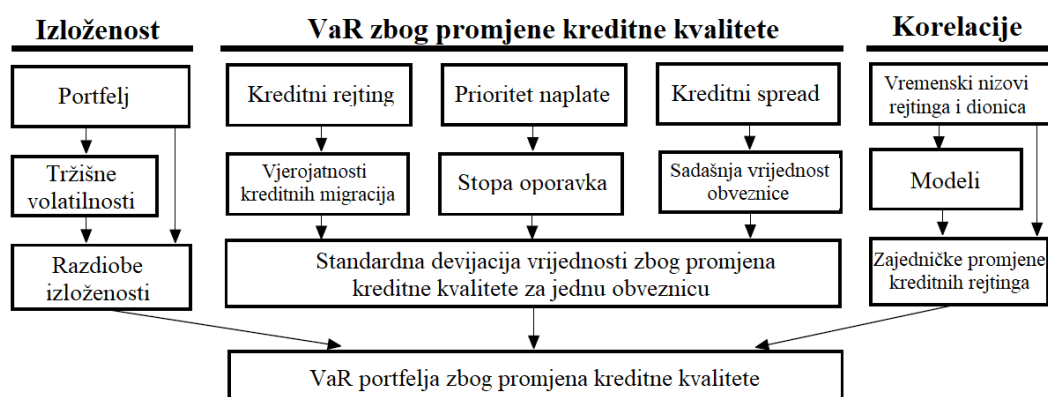 Izloženost
VaR zbog promjene kreditne kvalitete
Korelacije
Portfelj
Kreditni rejting
Prioritet naplate
Kreditni spread
Vremenski nizovi
rejtinga i dionica
Tržišne
volatilnosti
Vjerojatnosti
kreditnih migracija
Stopa oporavka
Sadašnja vrijednost
obveznice
Modeli
Razdiobe
izloženosti
Standardna devijacija vrijednosti zbog promjena
kreditne kvalitete za jednu obveznicu
Zajedničke promjene
kreditnih rejtinga
VaR portfelja zbog promjena kreditne kvalitete